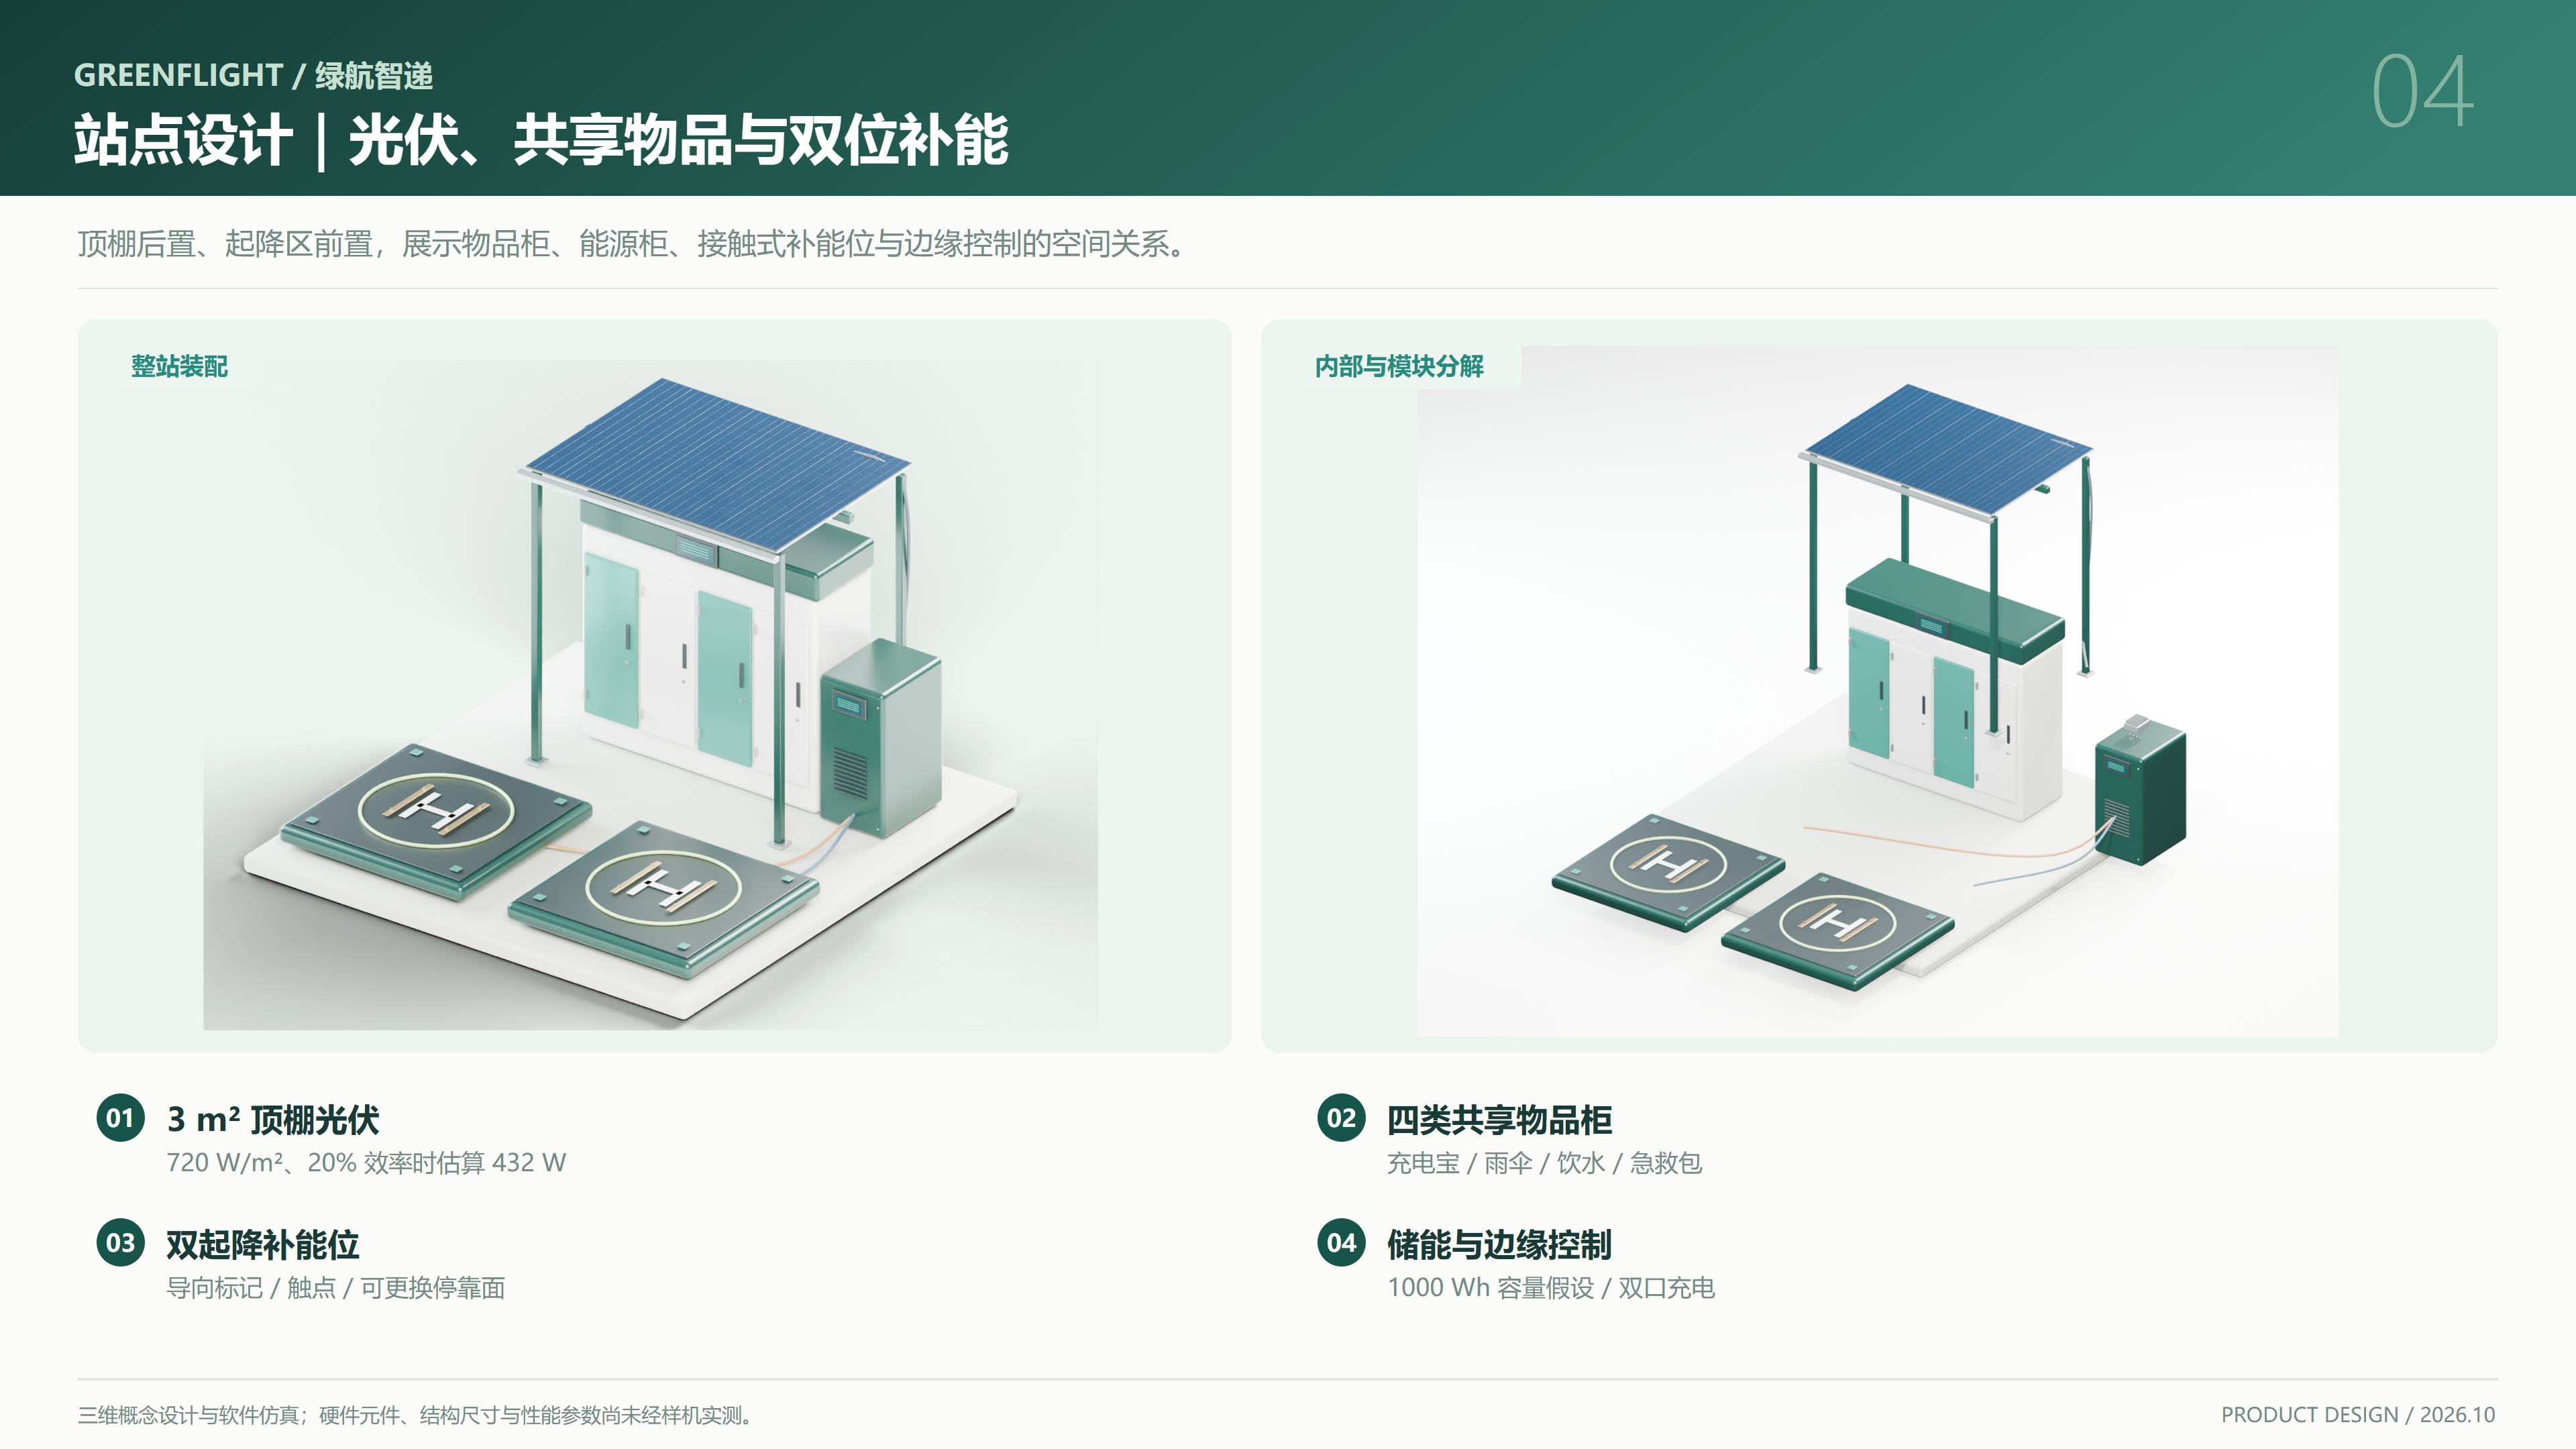 GREENFLIGHT / 绿航智递
04
站点设计 | 光伏、共享物品与双位补能
顶棚后置、起降区前置，展示物品柜、能源柜、接触式补能位与边缘控制的空间关系。
整站装配
内部与模块分解
H
H
H
H
01
3 m² 顶棚光伏
720 W/m²、20% 效率时估算 432 W
02
四类共享物品柜
充电宝 / 雨伞 / 饮水 / 急救包
03
双起降补能位
导向标记 / 触点 / 可更换停靠面
04
储能与边缘控制
1000 Wh 容量假设 / 双口充电
三维概念设计与软件仿真；硬件元件、结构尺寸与性能参数尚未经样机实测。
PRODUCT DESIGN / 2026.10